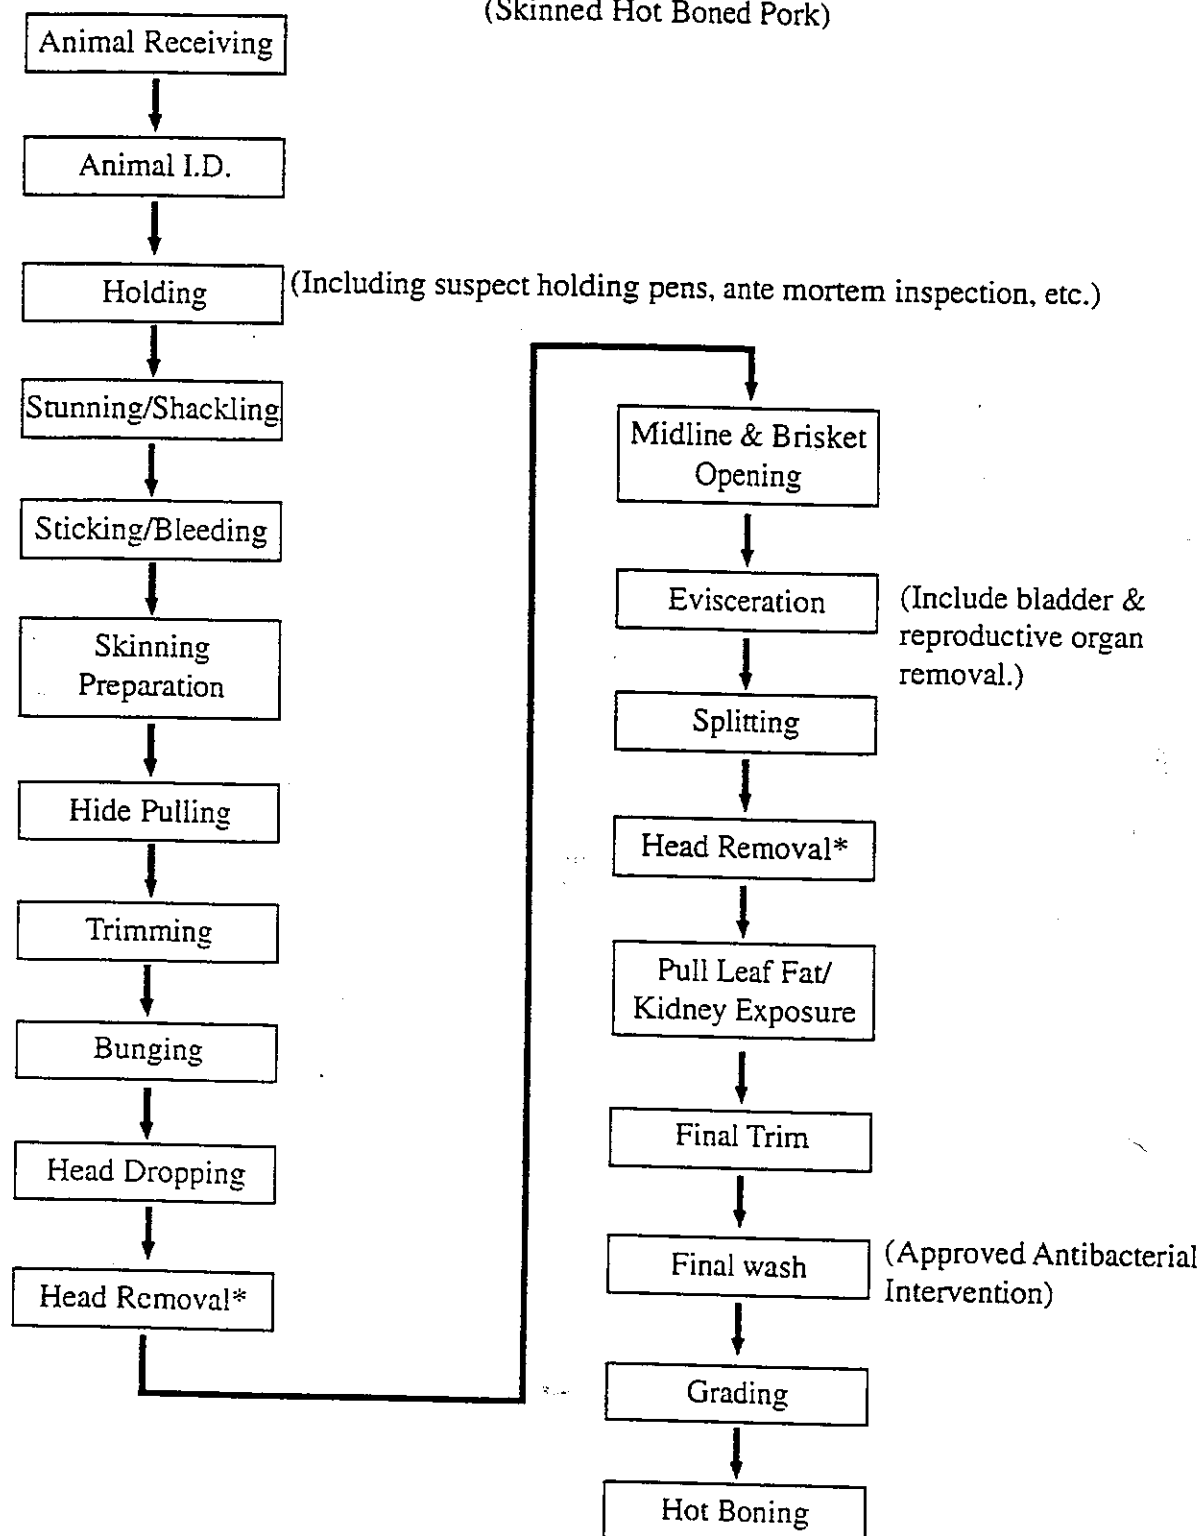 (Skinned Hot Boned Pork)
Animal Receiving
Animal I.D.
Holding
(Including suspect holding pens, ante mortem inspection, etc.)
Stunning/Shackling
Sticking/Bleeding
Skinning
Preparation
Hide Pulling
Trimming
Bunging
Head Dropping
Head Removal*
Midline & Brisket
Opening
Evisceration
(Include bladder &
reproductive organ
removal.)
Splitting
Head Removal*
Pull Leaf Fat/
Kidney Exposure
Final Trim
Final wash
(Approved Antibacterial
Intervention)
Grading
Hot Boning